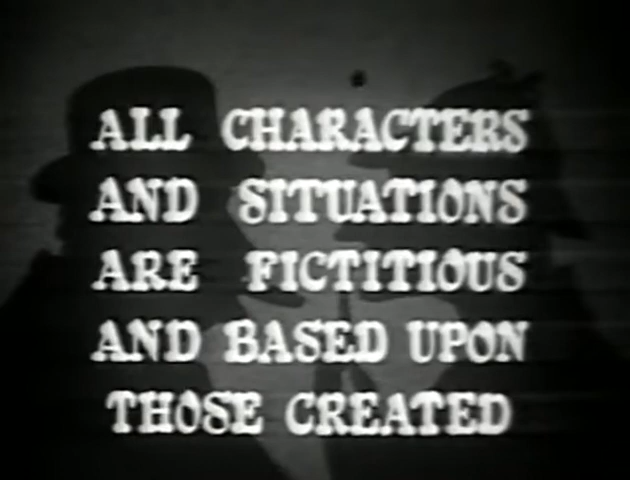 ALL CHARACTERS
AND SITUATIONS
ARE FICTITIOUS
AND BASED UPON
THOSE CREATED